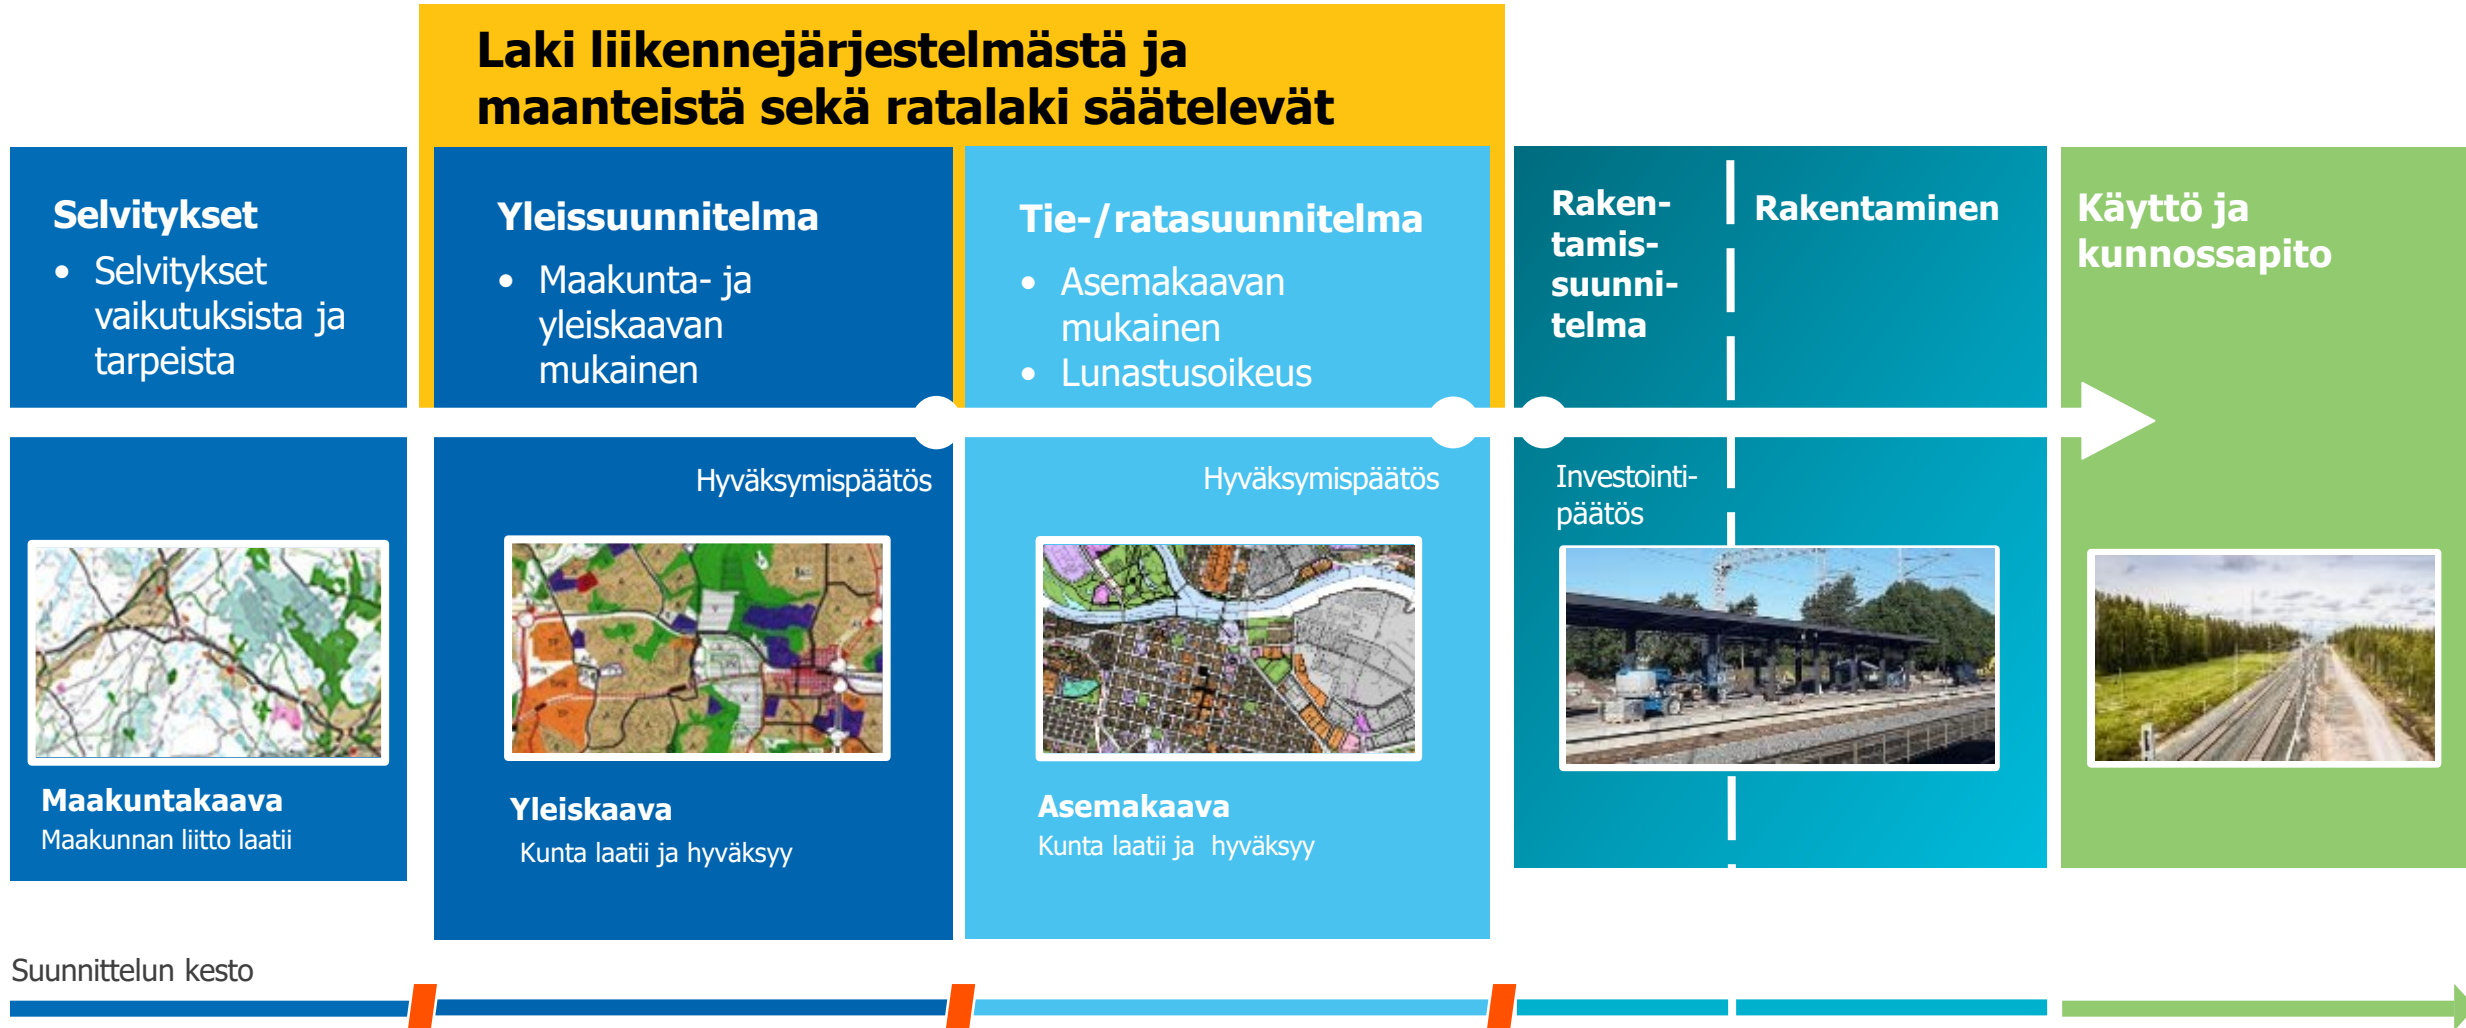 Laki liikennejärjestelmästä ja
maanteistä sekä ratalaki säätelevät
Selvitykset
• Selvitykset
vaikutuksista ja
tarpeista
Yleissuunnitelma
• Maakunta- ja
yleiskaavan
mukainen
Tie-/ratasuunnitelma
• Asemakaavan
mukainen
• Lunastusoikeus
Raken-
tamis-
suunni-
telma
Rakentaminen
Käyttö ja
kunnossapito
Hyväksymispäätös
Hyväksymispäätös
Investointi-
päätös
Maakuntakaava
Maakunnan liitto laatii
Yleiskaava
Kunta laatii ja hyväksyy
Asemakaava
Kunta laatii ja hyväksyy
Suunnittelun kesto